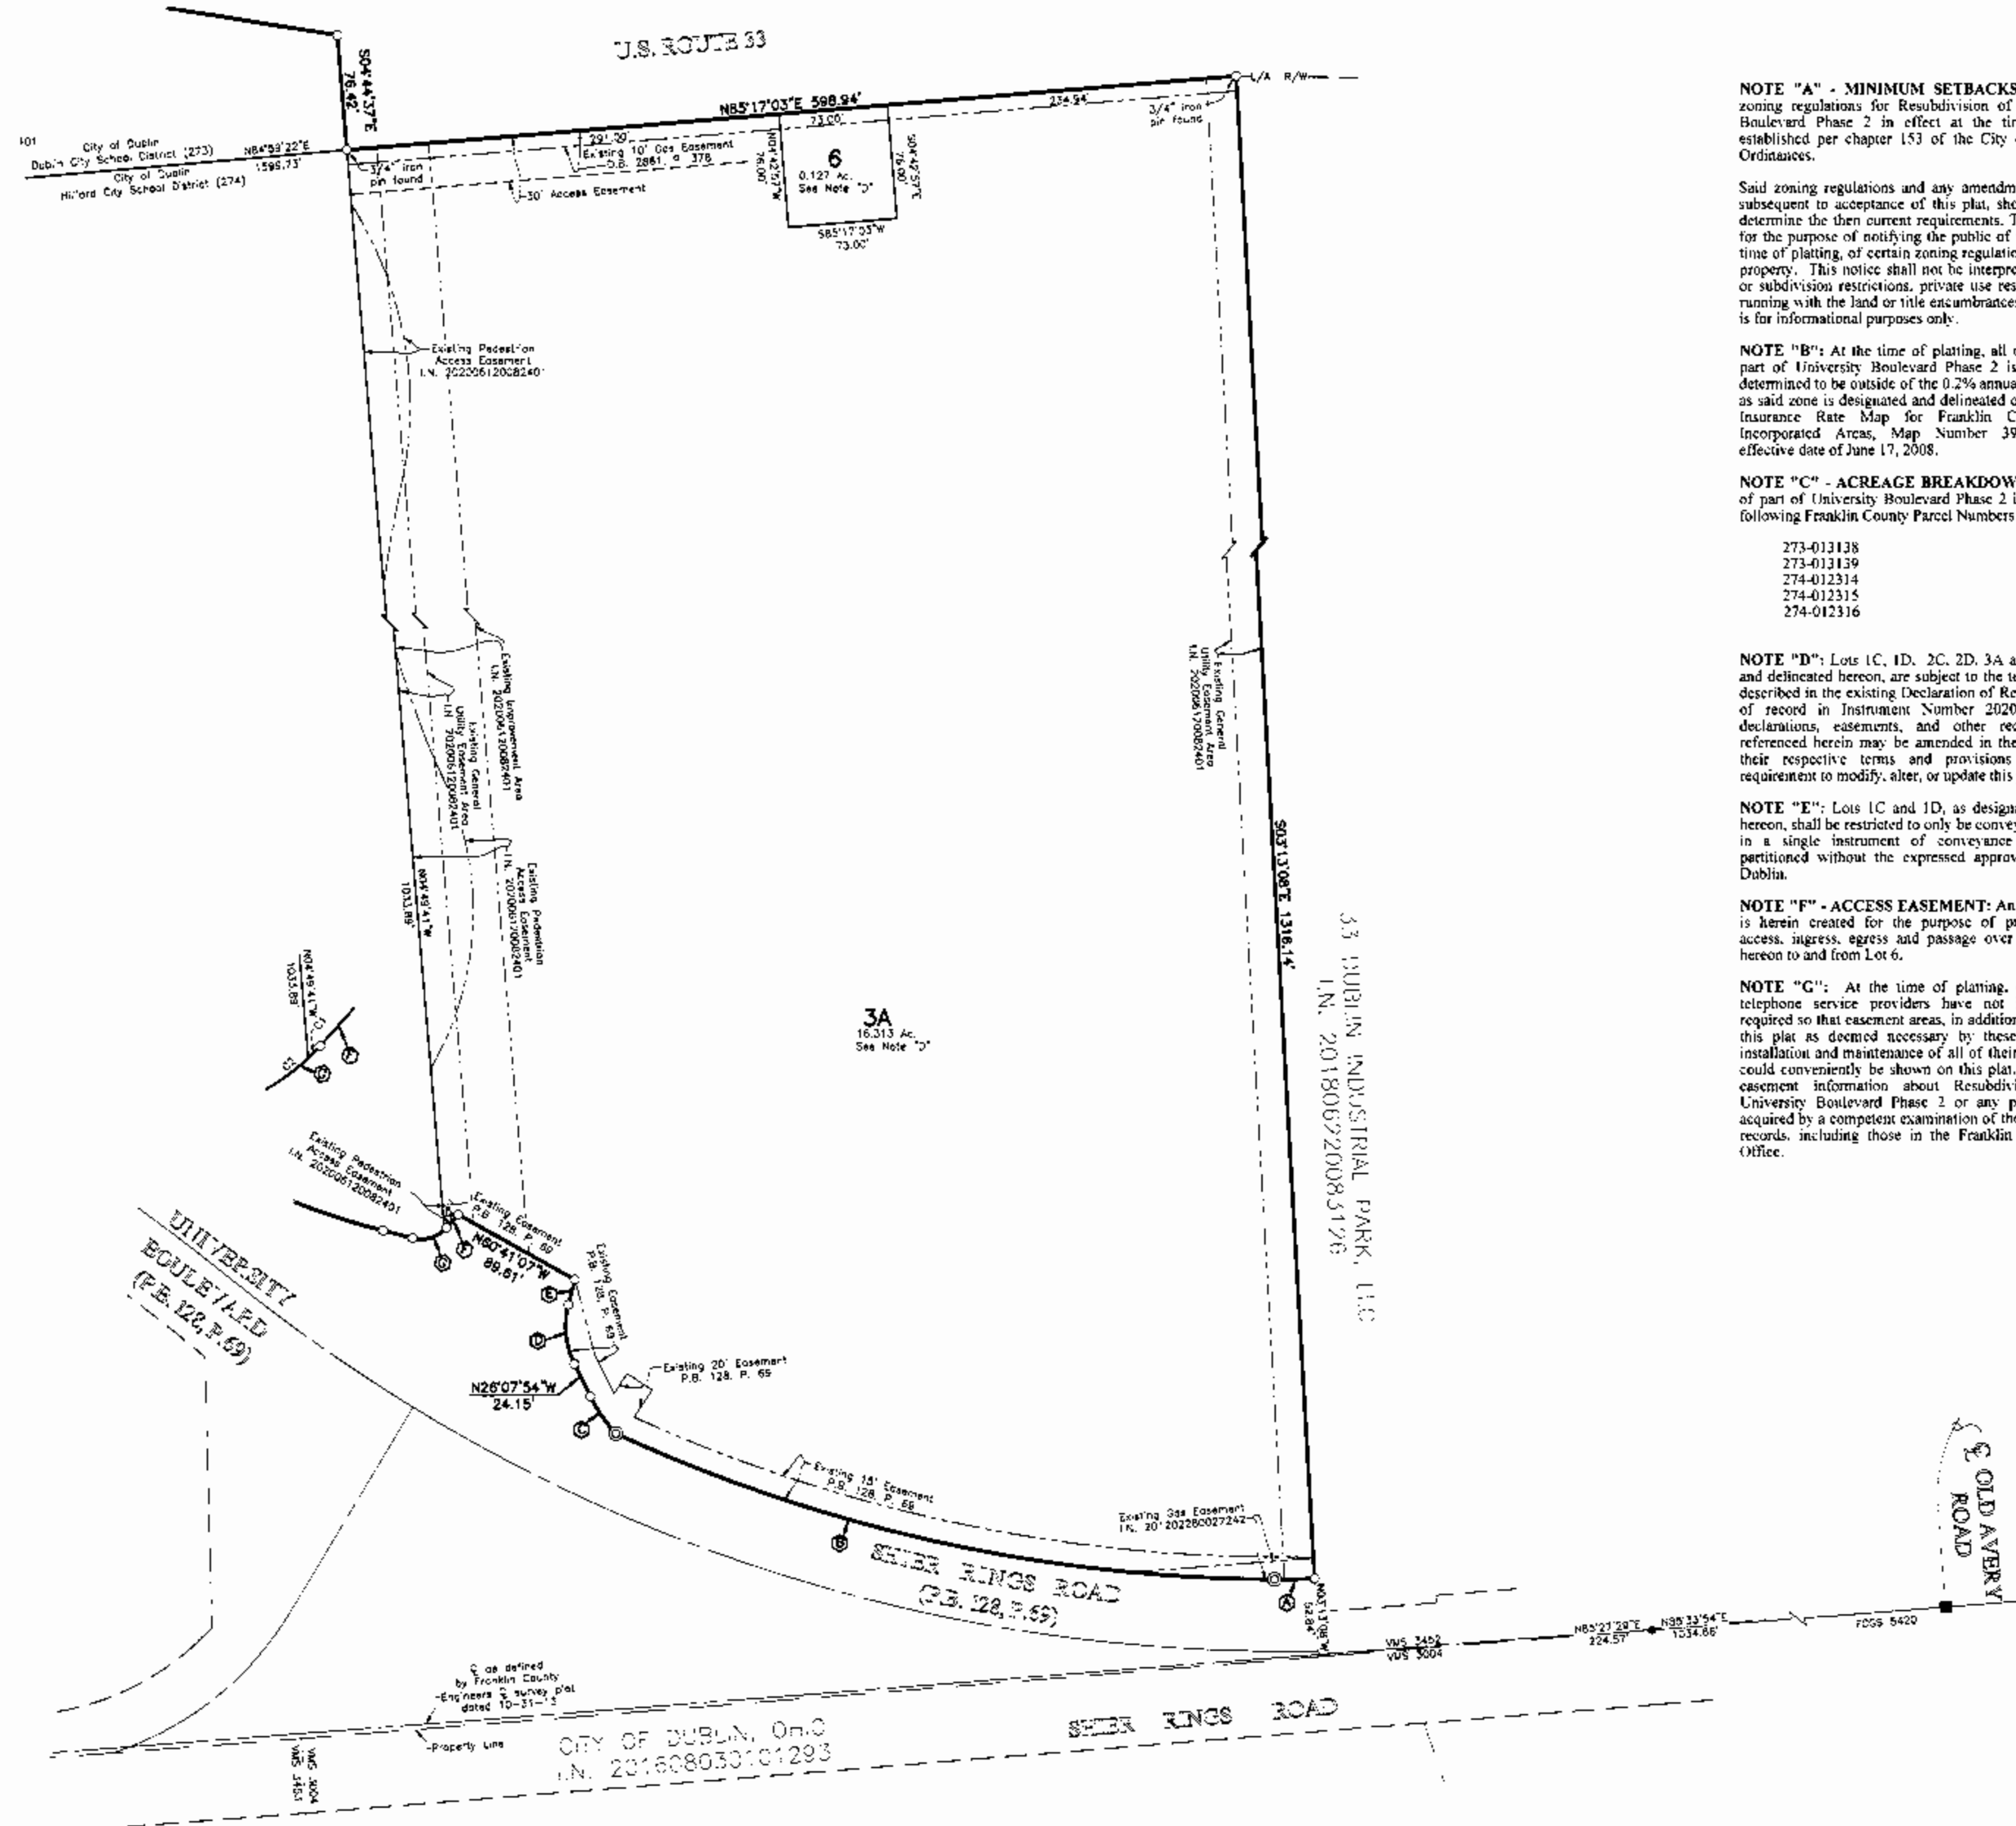 U.S. ROUTE 33
S04°44'37"E
76.42'
N85°17'03"E 598.94'
L/A R/W
3/4" iron
pin found
234.94'
73.00'
291.00'
Existing 10' Gas Easement
D.B. 2861, P. 378
City of Dublin
Dublin City School District (273)
City of Dublin
Hilliard City School District (274)
N84°59'22"E
1599.73'
3/4" iron
pin found
30' Access Easement
N04°42'57"W
76.00'
6
0.127 Ac.
See Note "D"
S04°42'57"E
76.00'
S85°17'03"W
73.00'
Existing Pedestrian
Access Easement
I.N. 202006120082401
Existing Improvement Area
I.N. 202006120082401
Existing General
Utility Easement Area
I.N. 202006120082401
Existing Pedestrian
Access Easement
I.N. 202006120082401
N04°49'41"W
1033.89'
Existing General
Utility Easement Area
I.N. 202006120082401
S03°13'08"E 1316.14'
33 DUBLIN INDUSTRIAL PARK, LLC
I.N. 201806220083126
3A
16.313 Ac.
See Note "D"
N04°49'41"W
1033.89'
F
G
Existing Pedestrian
Access Easement
I.N. 202006120082401
Existing Easement
P.B. 128, P. 69
N60°41'07"W
89.61'
F
G
E
D
Existing Easement
P.B. 128, P. 69
Existing 20' Easement
P.B. 128, P. 69
N26°07'54"W
24.15'
C
UNIVERSITY
BOULEVARD
(P.B. 128, P.69)
Existing 15' Easement
P.B. 128, P. 69
B
Existing Gas Easement
I.N. 201202280027242
A
N03°13'08"W
52.84'
SHIER RINGS ROAD
(P.B. 128, P.69)
VMS 3452
VMS 3004
N85°27'29"E
224.57'
N85°33'54"E
1034.66'
FCGS 5420
℄ OLD AVERY
ROAD
℄ as defined
by Franklin County
Engineers ℄ survey plat
dated 10-31-13
Property Line
CITY OF DUBLIN, OHIO
I.N. 201608030101293
SHIER RINGS ROAD
VMS 3004
VMS 3453
NOTE "A" - MINIMUM SETBACKS
zoning regulations for Resubdivision of
Boulevard Phase 2 in effect at the
established per chapter 153 of the City
Ordinances.
Said zoning regulations and any
subsequent to acceptance of this plat,
determine the then current requirements.
for the purpose of notifying the public of
time of platting, of certain zoning
property. This notice shall not be
or subdivision restrictions, private use
running with the land or title
is for informational purposes only.
NOTE "B": At the time of platting, all
part of University Boulevard Phase 2 is
determined to be outside of the 0.2%
as said zone is designated and delineated
Insurance Rate Map for Franklin
Incorporated Areas, Map Number 39
effective date of June 17, 2008.
NOTE "C" - ACREAGE BREAKDOW
of part of University Boulevard Phase 2
following Franklin County Parcel Numbers
273-013138
273-013139
274-012314
274-012315
274-012316
NOTE "D": Lots 1C, 1D, 2C, 2D, 3A
and delineated hereon, are subject to the
described in the existing Declaration of
of record in Instrument Number 2020
declarations, easements, and other
referenced herein may be amended in the
their respective terms and provisions
requirement to modify, alter, or update this
NOTE "E": Lots 1C and 1D, as
hereon, shall be restricted to only be
in a single instrument of conveyance
partitioned without the expressed
Dublin.
NOTE "F" - ACCESS EASEMENT: An
is herein created for the purpose of
access, ingress, egress and passage over
hereon to and from Lot 6.
NOTE "G": At the time of platting,
telephone service providers have not
required so that easement areas, in addition
this plat as deemed necessary by these
installation and maintenance of all of their
could conveniently be shown on this plat.
easement information about
University Boulevard Phase 2 or any
acquired by a competent examination of
records, including those in the Franklin
Office.